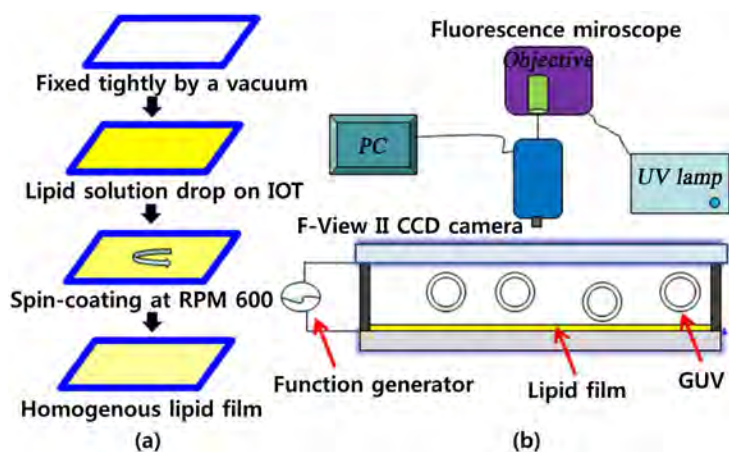 Fixed tightly by a vacuum
Lipid solution drop on IOT
Spin-coating at RPM 600
Homogenous lipid film
(a)
Fluorescence miroscope
Objective
PC
UV lamp
F-View II CCD camera
Function generator
Lipid film
GUV
(b)